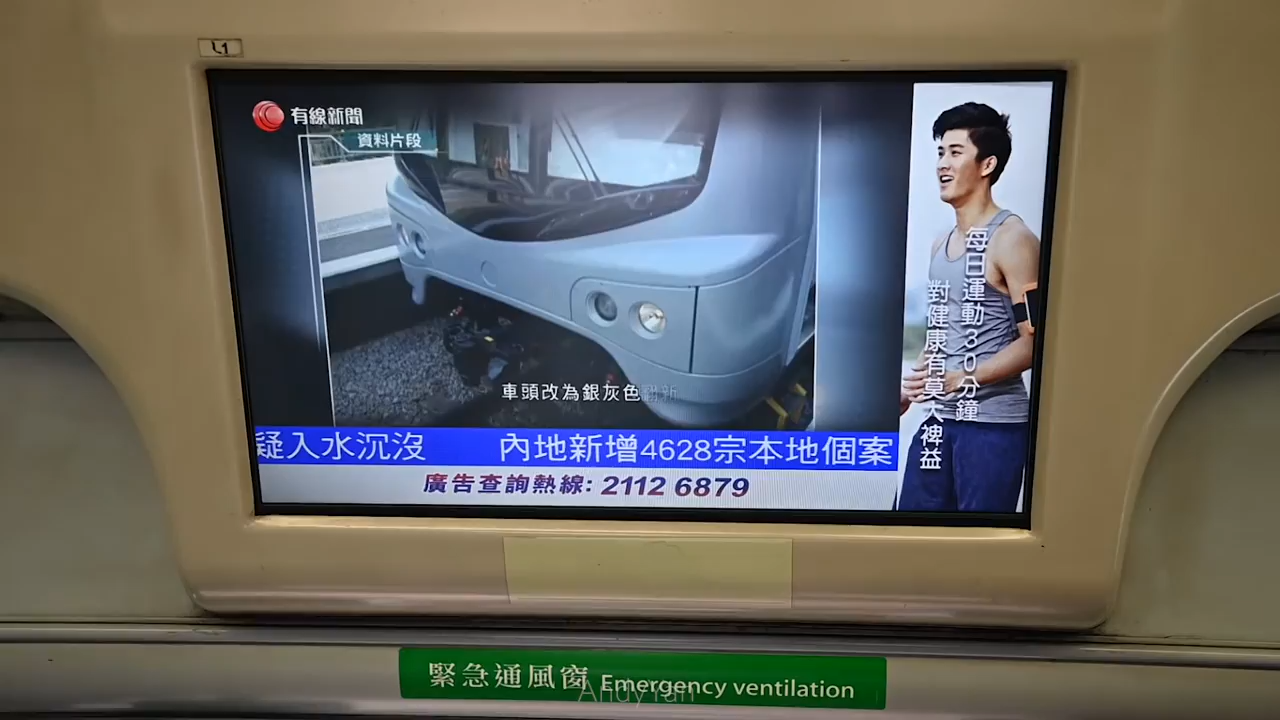 L1
有線新聞
資料片段
車頭改為銀灰色翻新
疑入水沉沒 內地新增4628宗本地個案
廣告查詢熱線: 2112 6879
每日運動30分鐘
對健康有莫大裨益
緊急通風窗 Emergency ventilation